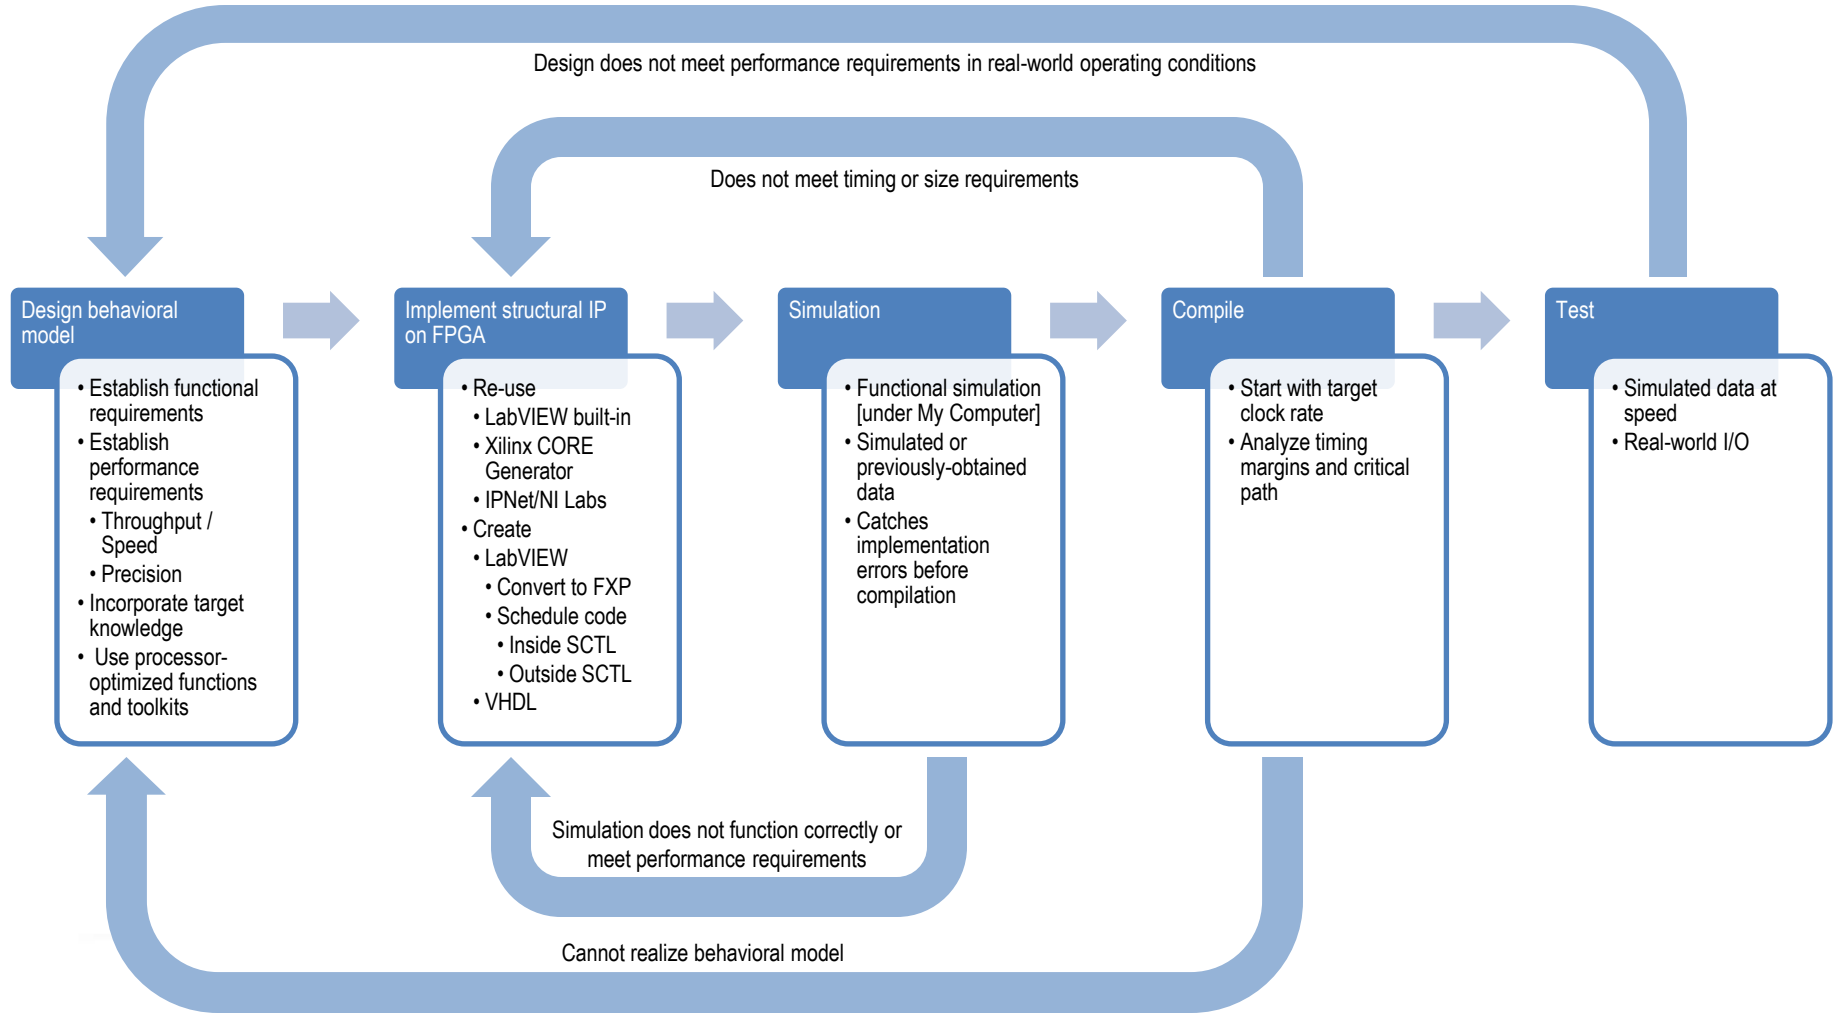 Design does not meet performance requirements in real-world operating conditions
Does not meet timing or size requirements
Design behavioral
model
• Establish functional
requirements
• Establish
performance
requirements
• Throughput /
Speed
• Precision
• Incorporate target
knowledge
• Use processor-
optimized functions
and toolkits
Implement structural IP
on FPGA
• Re-use
• LabVIEW built-in
• Xilinx CORE
Generator
• IPNet/NI Labs
• Create
• LabVIEW
• Convert to FXP
• Schedule code
• Inside SCTL
• Outside SCTL
• VHDL
Simulation
• Functional simulation
[under My Computer]
• Simulated or
previously-obtained
data
• Catches
implementation
errors before
compilation
Compile
• Start with target
clock rate
• Analyze timing
margins and critical
path
Test
• Simulated data at
speed
• Real-world I/O
Simulation does not function correctly or
meet performance requirements
Cannot realize behavioral model